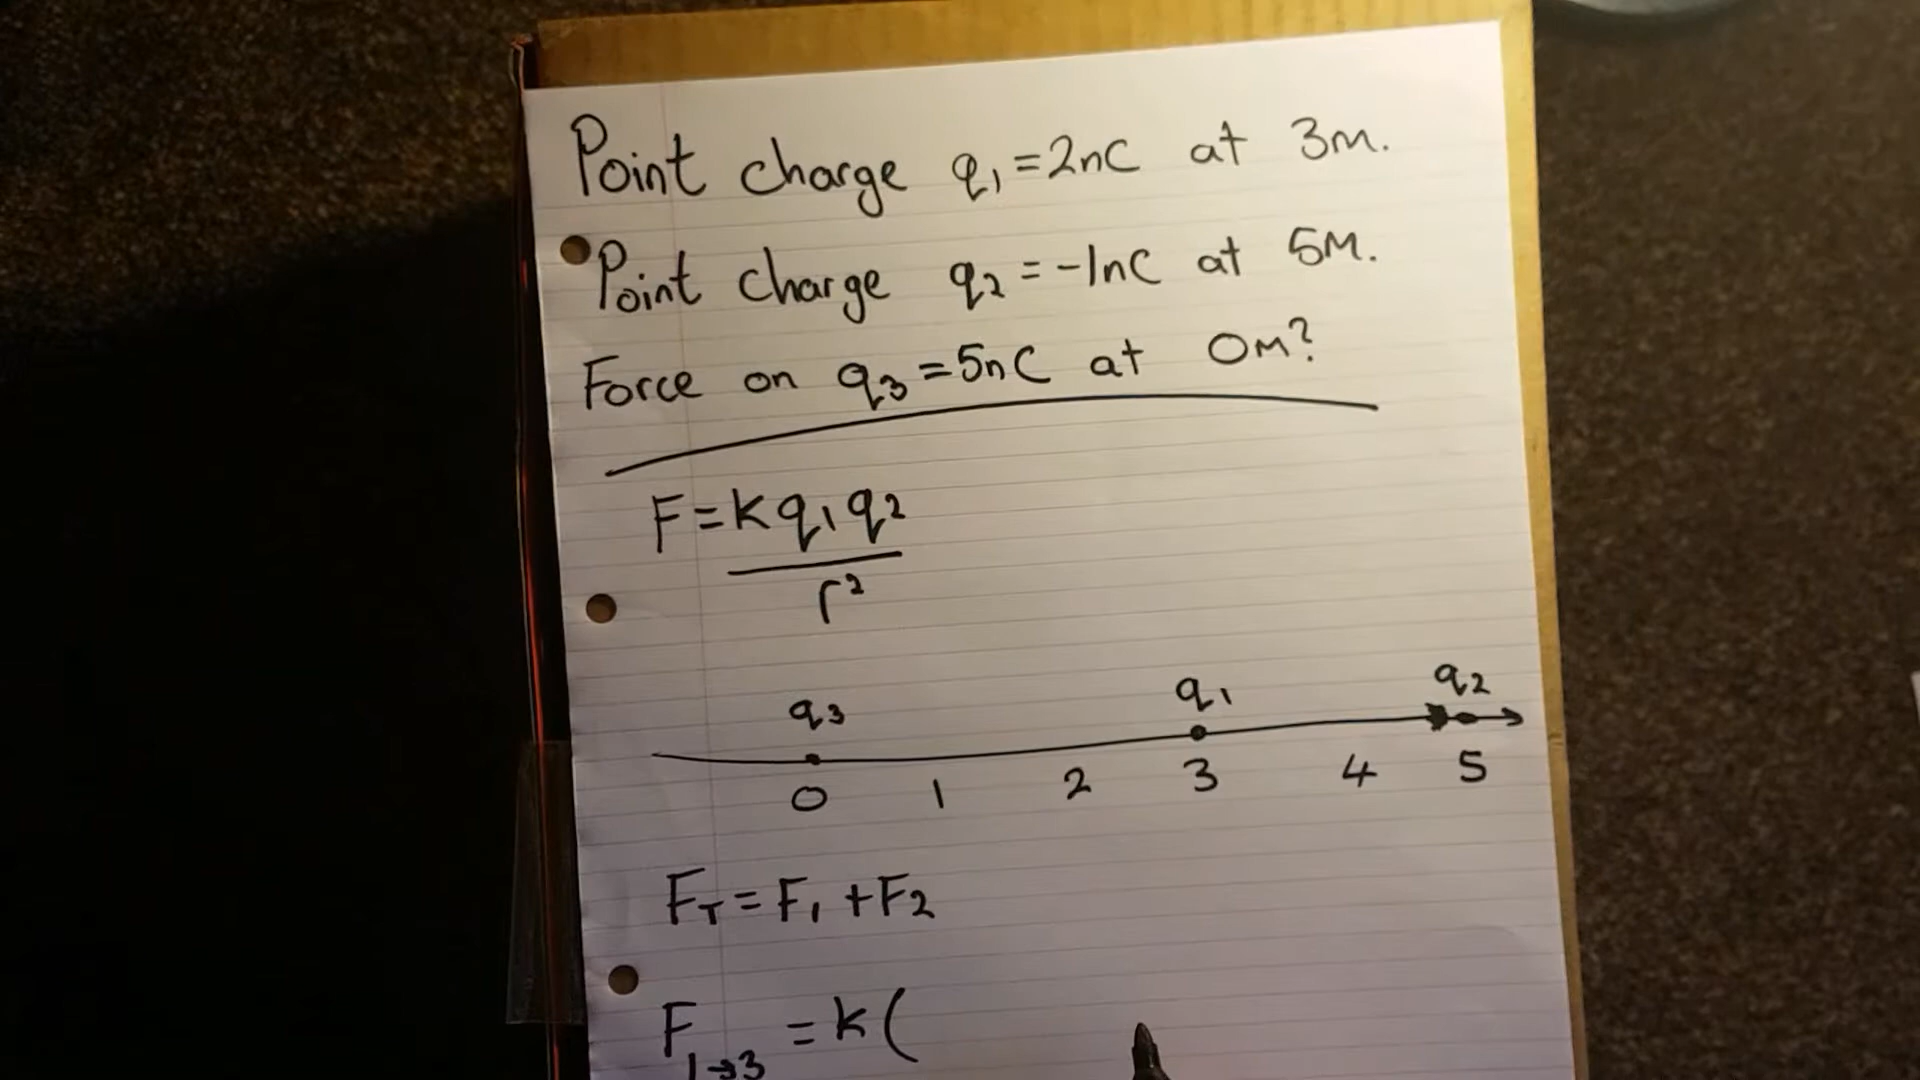 Point charge q₁ = 2nC at 3m.
Point charge q₂ = -1nC at 5m.
Force on q₃ = 5nC at 0m?
F = kq₁q₂
r²
q₃ q₁ q₂
0 1 2 3 4 5
F_T = F₁ + F₂
F₁→₃ = k(